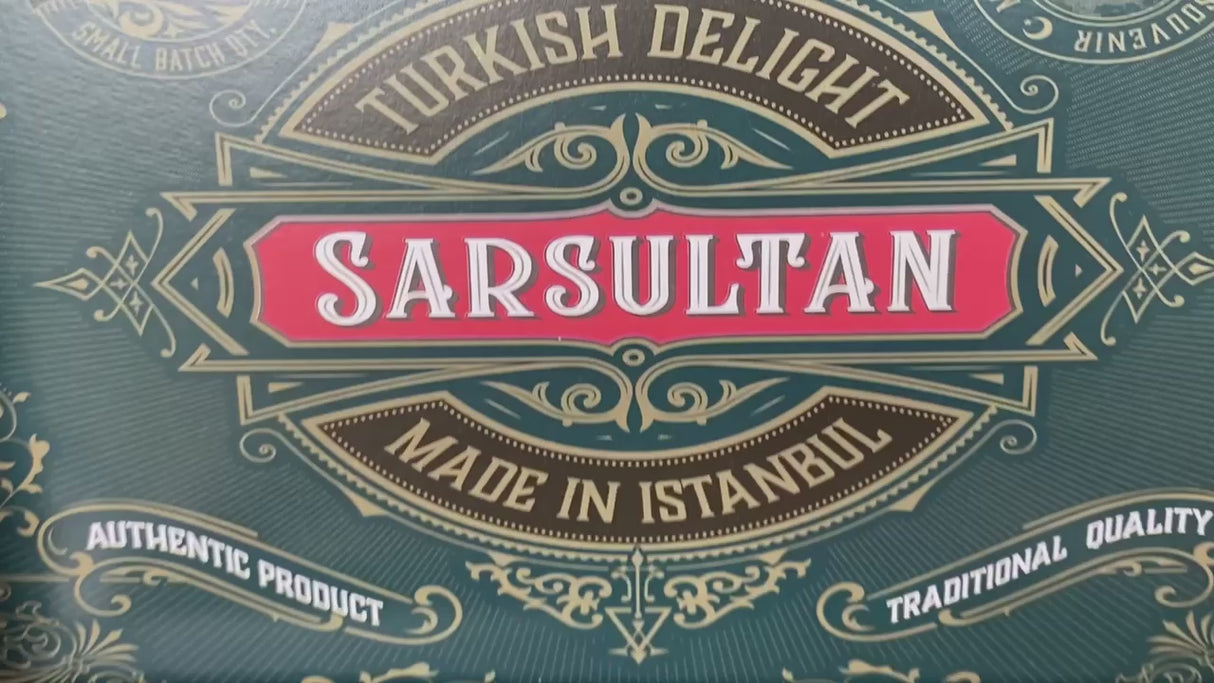 SMALL BATCH QTY.
SOUVENIR
TURKISH DELIGHT
SARSULTAN
MADE IN ISTANBUL
AUTHENTIC PRODUCT
TRADITIONAL QUALITY